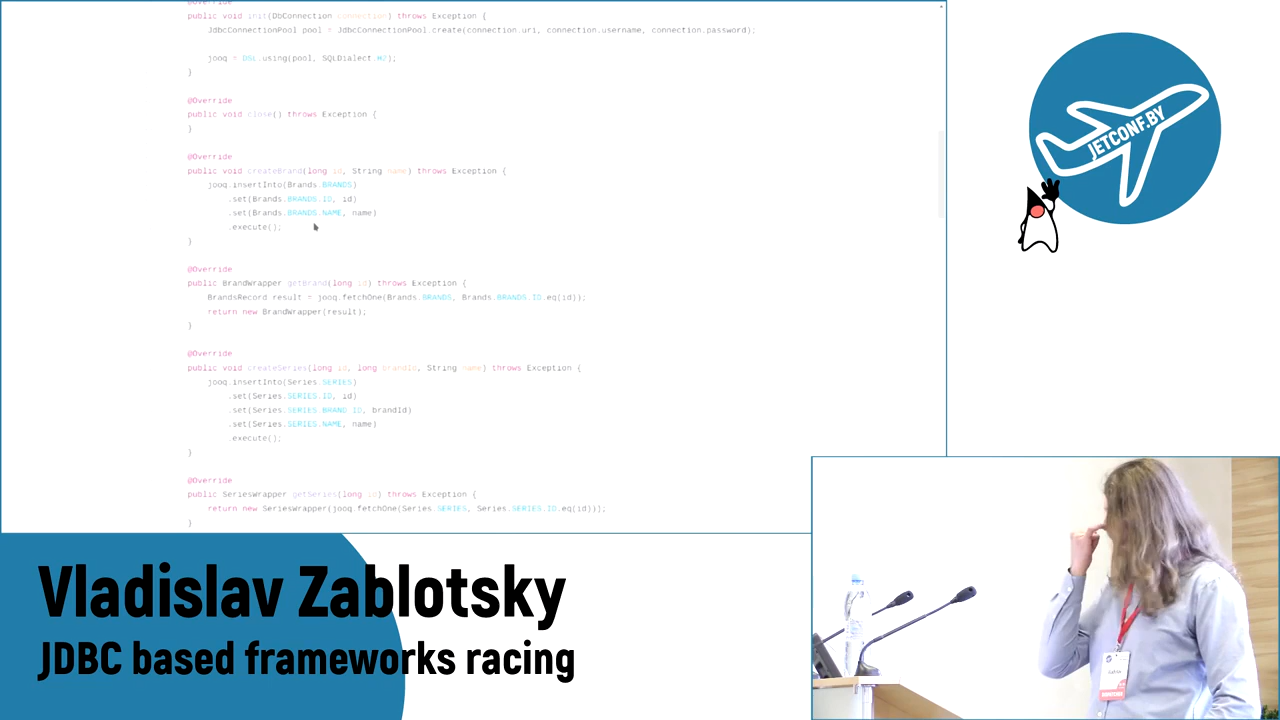 @Override
public void init(DbConnection connection) throws Exception {
JdbcConnectionPool pool = JdbcConnectionPool.create(connection.uri, connection.username, connection.password);
jooq = DSL.using(pool, SQLDialect.H2);
}
@Override
public void close() throws Exception {
}
@Override
public void createBrand(long id, String name) throws Exception {
jooq.insertInto(Brands.BRANDS)
.set(Brands.BRANDS.ID, id)
.set(Brands.BRANDS.NAME, name)
.execute();
}
@Override
public BrandWrapper getBrand(long id) throws Exception {
BrandsRecord result = jooq.fetchOne(Brands.BRANDS, Brands.BRANDS.ID.eq(id));
return new BrandWrapper(result);
}
@Override
public void createSeries(long id, long brandId, String name) throws Exception {
jooq.insertInto(Series.SERIES)
.set(Series.SERIES.ID, id)
.set(Series.SERIES.BRAND_ID, brandId)
.set(Series.SERIES.NAME, name)
.execute();
}
@Override
public SeriesWrapper getSeries(long id) throws Exception {
return new SeriesWrapper(jooq.fetchOne(Series.SERIES, Series.SERIES.ID.eq(id)));
}
JETCONF.BY
Vladislav Zablotsky
JDBC based frameworks racing